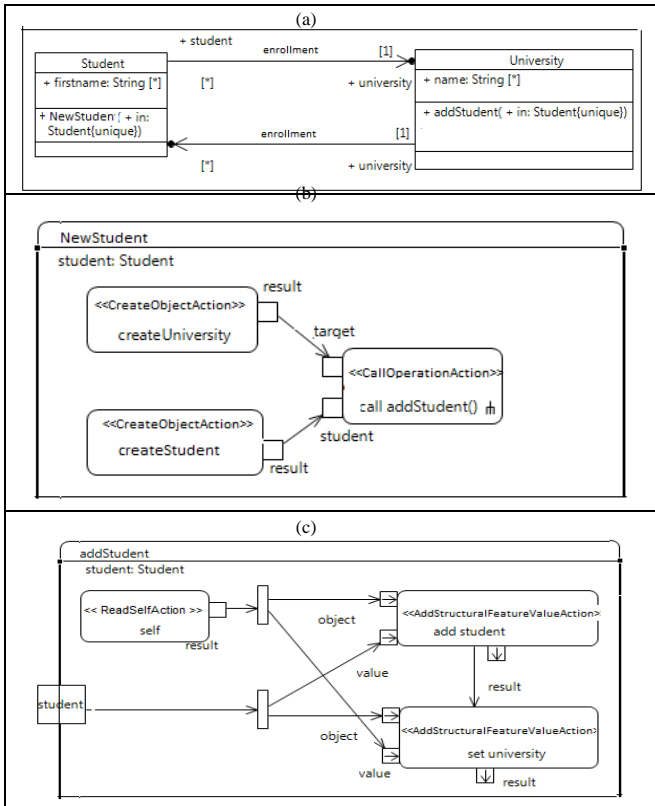 (a)
+ student
enrollment
[1]
Student
University
+ firstname: String [*]
[*]
+ university
+ name: String [*]
+ NewStuden ( + in:
Student{unique})
+ addStudent( + in: Student{unique})
enrollment
[1]
[*]
+ university
(b)
NewStudent
student: Student
result
<<CreateObjectAction>>
createUniversity
target
<<CallOperationAction>>
call addStudent()
<<CreateObjectAction>>
createStudent
student
result
(c)
addStudent
student: Student
<< ReadSelfAction >>
self
result
object
<<AddStructuralFeatureValueAction>
add student
value
result
student
object
<<AddStructuralFeatureValueAction>
set university
value
result